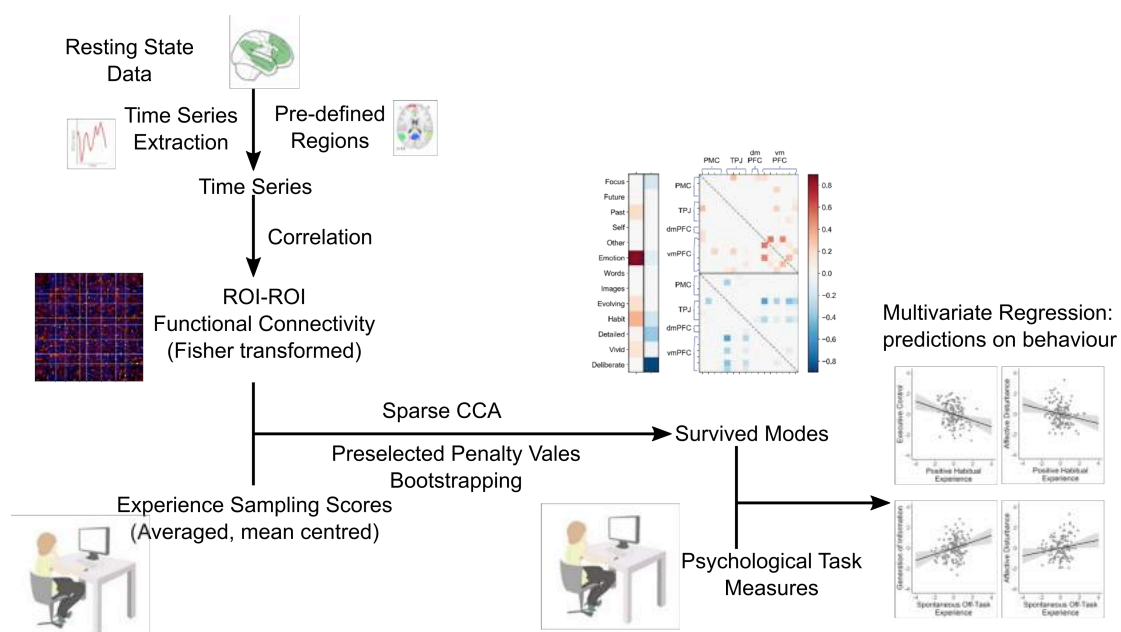 Resting State
Data
Time Series
Extraction
Pre-defined
Regions
Time Series
Correlation
ROI-ROI
Functional Connectivity
(Fisher transformed)
Sparse CCA
Preselected Penalty Vales
Bootstrapping
Experience Sampling Scores
(Averaged, mean centred)
Survived Modes
Psychological Task
Measures
PMC
TPJ
dm
PFC
vm
PFC
Focus
Future
Past
Self
Other
Emotion
Words
Images
Evolving
Habit
Detailed
Vivid
Deliberate
PMC
TPJ
dmPFC
vmPFC
PMC
TPJ
dmPFC
vmPFC
0.8
0.6
0.4
0.2
0.0
−0.2
−0.4
−0.6
−0.8
Multivariate Regression:
predictions on behaviour
Executive Control
Positive Habitual
Experience
Affective Disturbance
Positive Habitual
Experience
Generation of Information
Spontaneous Off-Task
Experience
Affective Disturbance
Spontaneous Off-Task
Experience